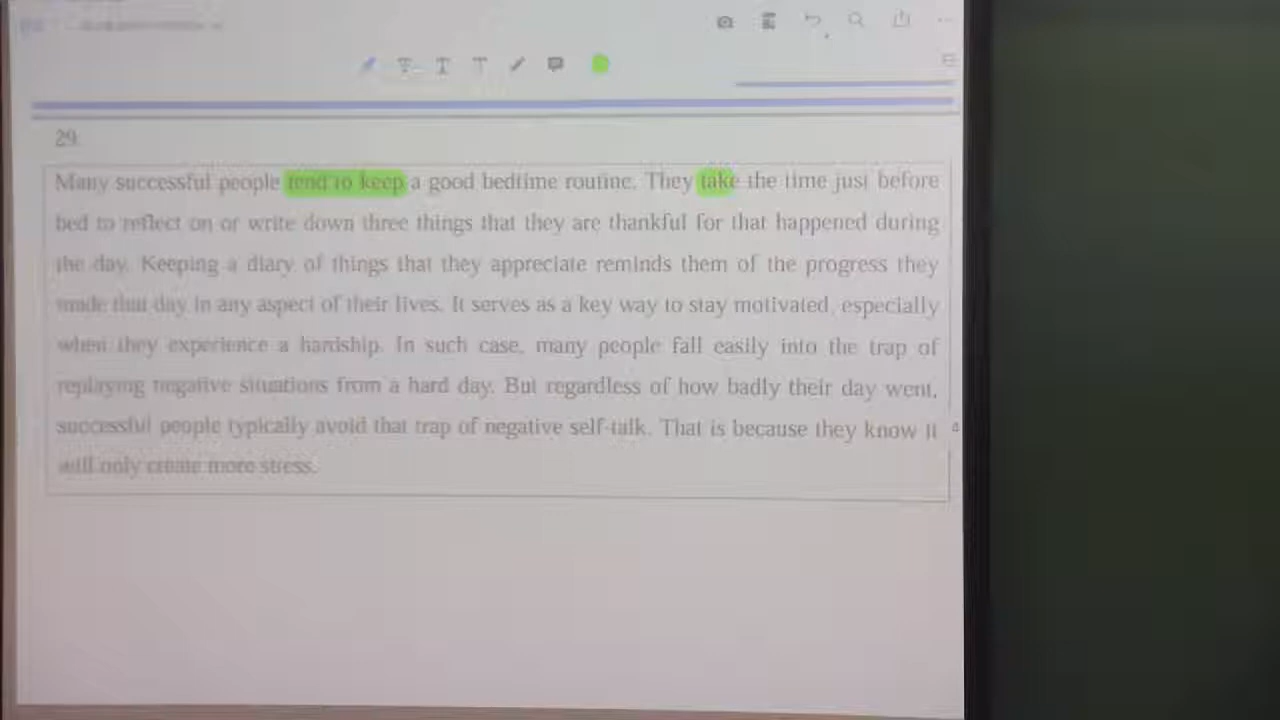 29.
Many successful people tend to keep a good bedtime routine. They take the time just before
bed to reflect on or write down three things that they are thankful for that happened during
the day. Keeping a diary of things that they appreciate reminds them of the progress they
made that day in any aspect of their lives. It serves as a key way to stay motivated, especially
when they experience a hardship. In such case, many people fall easily into the trap of
replaying negative situations from a hard day. But regardless of how badly their day went,
successful people typically avoid that trap of negative self-talk. That is because they know it
will only create more stress.